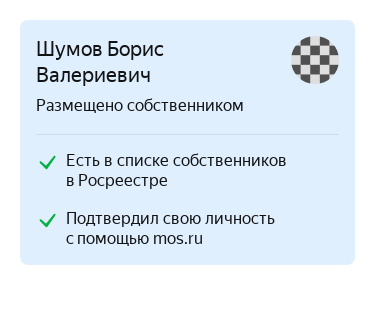 Шумов Борис
Валериевич
Размещено собственником
Есть в списке собственников
в Росреестре
Подтвердил свою личность
с помощью mos.ru